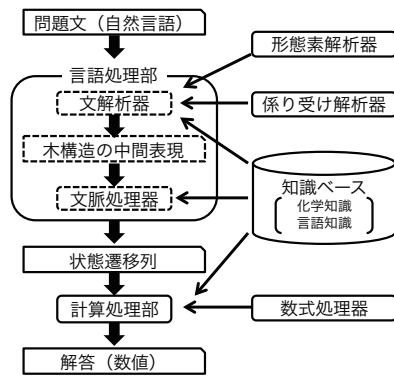 問題文（自然言語）
形態素解析器
言語処理部
文解析器
係り受け解析器
木構造の中間表現
知識ベース
化学知識
言語知識
文脈処理器
状態遷移列
計算処理部
数式処理器
解答（数値）